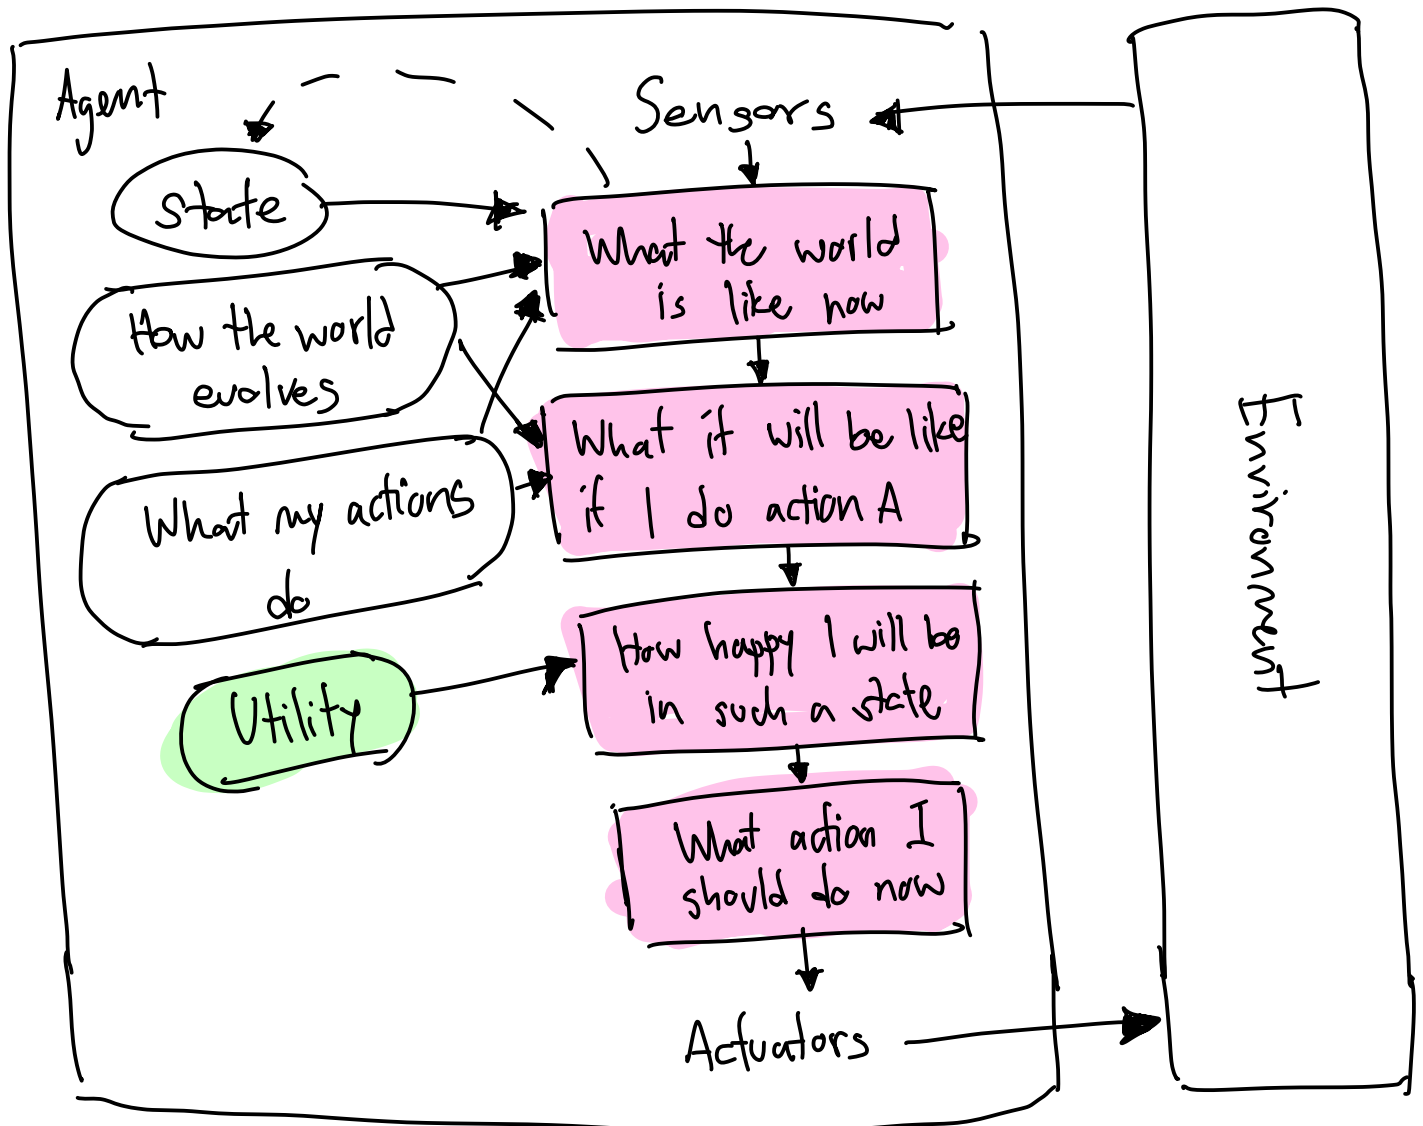 Agent
Sensors
state
What the world
is like now
How the world
evolves
What it will be like
if I do action A
What my actions
do
How happy I will be
in such a state
Utility
What action I
should do now
Actuators
Environment